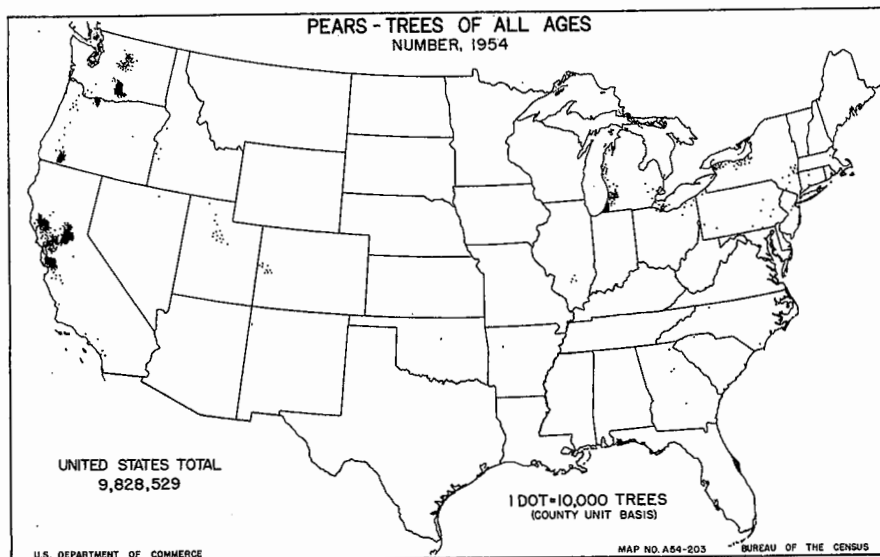 PEARS - TREES OF ALL AGES
NUMBER, 1954
UNITED STATES TOTAL
9,828,529
1 DOT=10,000 TREES
(COUNTY UNIT BASIS)
U.S. DEPARTMENT OF COMMERCE
MAP NO. A54-203
BUREAU OF THE CENSUS